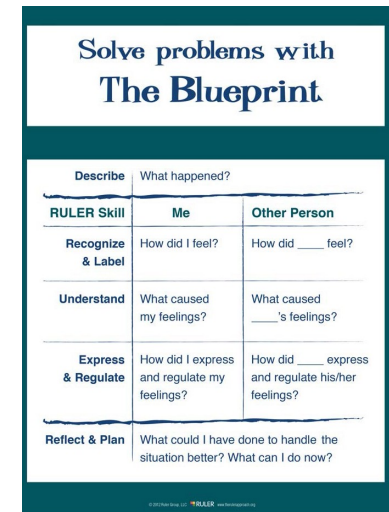 Solve problems with
The Blueprint
Describe What happened?
RULER Skill Me Other Person
Recognize & Label How did I feel? How did ____ feel?
Understand What caused my feelings? What caused ____'s feelings?
Express & Regulate How did I express and regulate my feelings? How did ____ express and regulate his/her feelings?
Reflect & Plan What could I have done to handle the situation better? What can I do now?
RULER